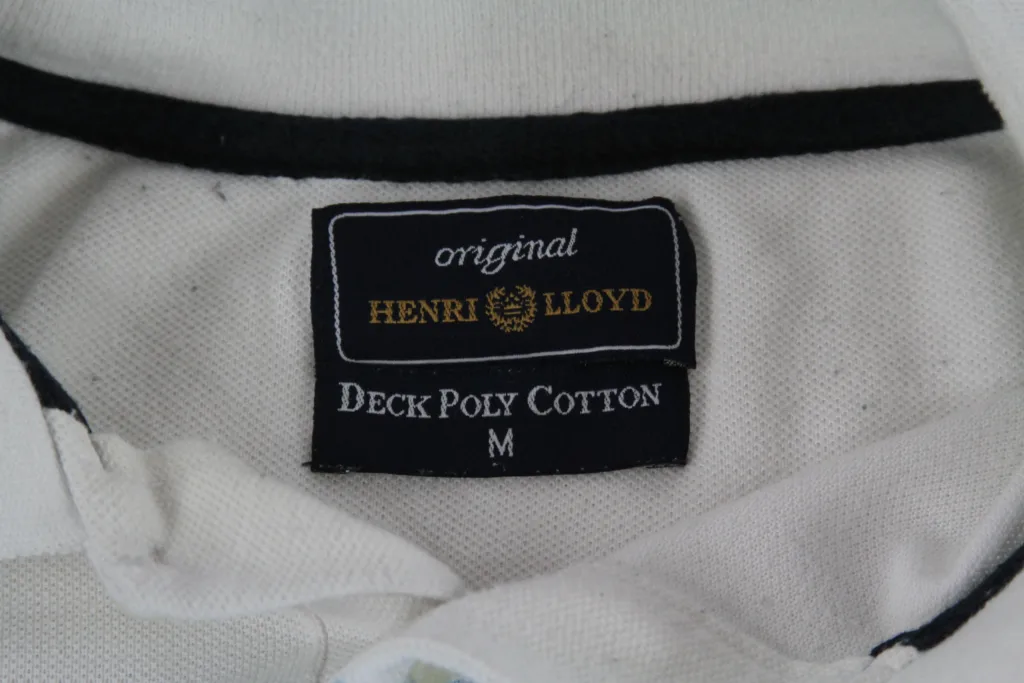 original
HENRI LLOYD
DECK POLY COTTON
M